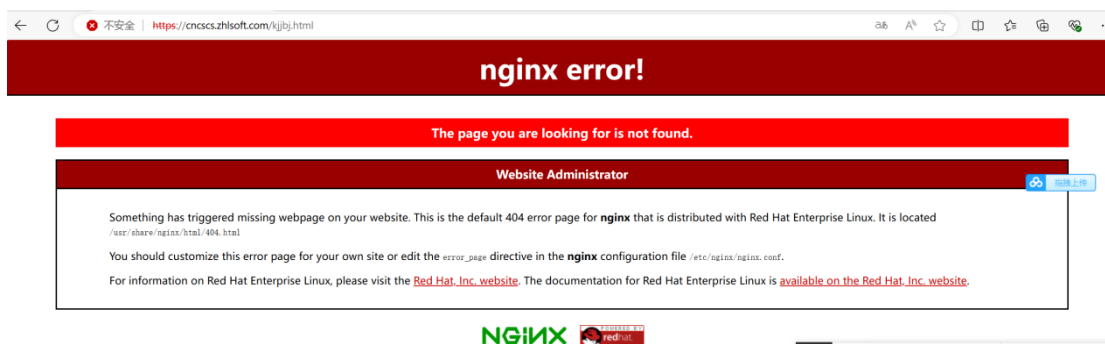 不安全 https://cncscs.zhlsoft.com/kjjbj.html
nginx error!
The page you are looking for is not found.
Website Administrator
拖拽上传
Something has triggered missing webpage on your website. This is the default 404 error page for nginx that is distributed with Red Hat Enterprise Linux. It is located
/usr/share/nginx/html/404.html
You should customize this error page for your own site or edit the error_page directive in the nginx configuration file /etc/nginx/nginx.conf.
For information on Red Hat Enterprise Linux, please visit the Red Hat, Inc. website. The documentation for Red Hat Enterprise Linux is available on the Red Hat, Inc. website.
NGINX POWERED BY redhat